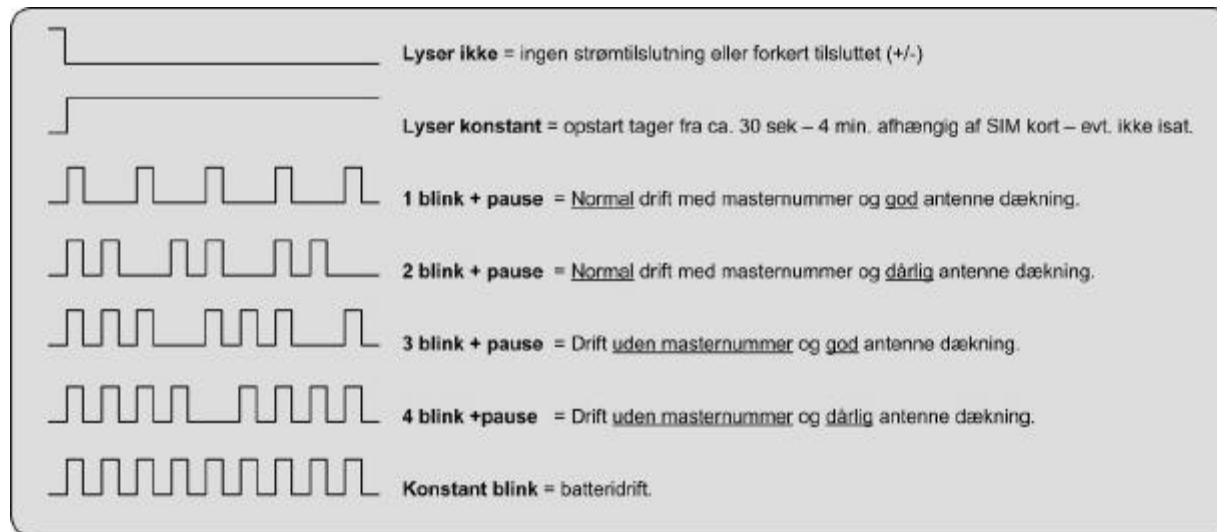 Lyser ikke = ingen strømtilslutning eller forkert tilsluttet (+/-)
Lyser konstant = opstart tager fra ca. 30 sek – 4 min. afhængig af SIM kort – evt. ikke isat.
1 blink + pause = Normal drift med masternummer og god antenne dækning.
2 blink + pause = Normal drift med masternummer og dårlig antenne dækning.
3 blink + pause = Drift uden masternummer og god antenne dækning.
4 blink +pause = Drift uden masternummer og dårlig antenne dækning.
Konstant blink = batteridrift.